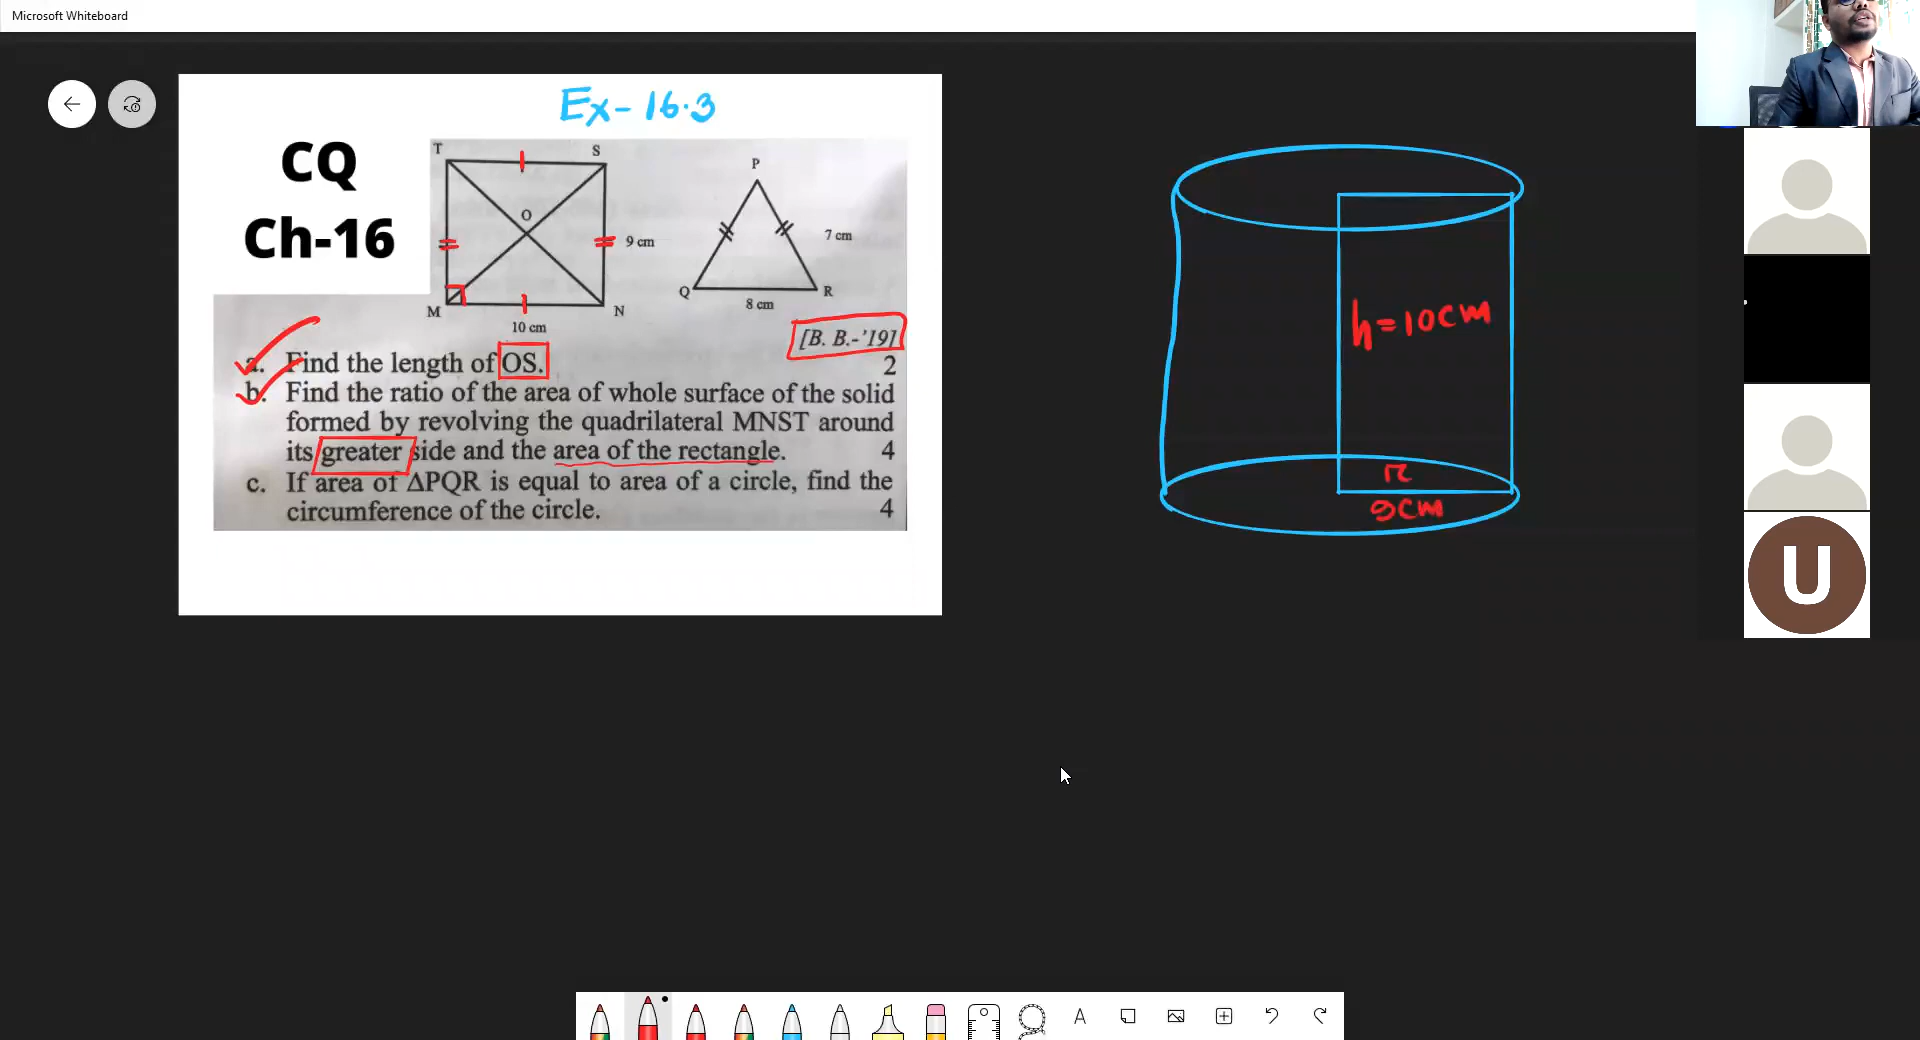 Microsoft Whiteboard
Ex - 16.3
CQ
Ch-16
T
S
O
9 cm
M
N
10 cm
P
7 cm
Q
R
8 cm
[B. B.-'19]
a. Find the length of OS. 2
b. Find the ratio of the area of whole surface of the solid
formed by revolving the quadrilateral MNST around
its greater side and the area of the rectangle. 4
c. If area of ΔPQR is equal to area of a circle, find the
circumference of the circle. 4
h=10cm
r
9cm
U
A